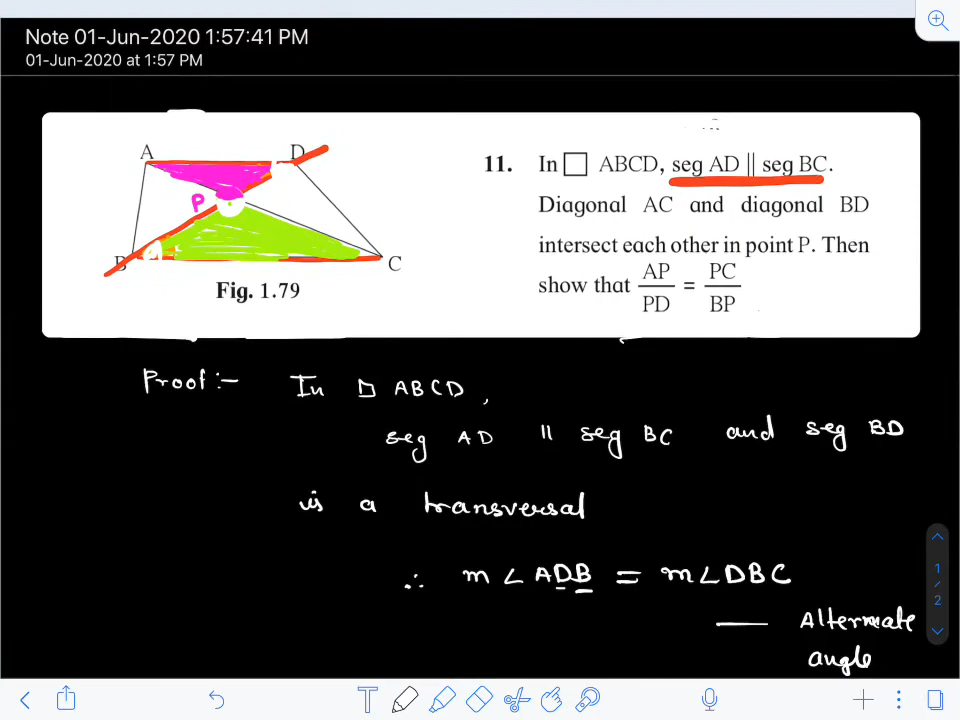 Note 01-Jun-2020 1:57:41 PM
01-Jun-2020 at 1:57 PM
A
D
P
B
C
Fig. 1.79
11. In □ ABCD, seg AD || seg BC.
Diagonal AC and diagonal BD
intersect each other in point P. Then
show that AP/PD = PC/BP
Proof :- In □ ABCD,
seg AD || seg BC and seg BD
is a transversal
∴ m∠ADB = m∠DBC
— Alternate
angle
T
1
/
2